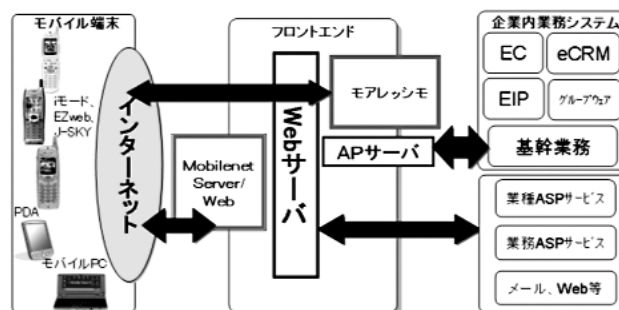 モバイル端末
iモード、
EZweb、
J-SKY
PDA
モバイルPC
インターネット
フロントエンド
Mobilenet
Server/
Web
Webサーバ
モアレッシモ
APサーバ
企業内業務システム
EC
eCRM
EIP
グループウェア
基幹業務
業種ASPサービス
業務ASPサービス
メール、Web等